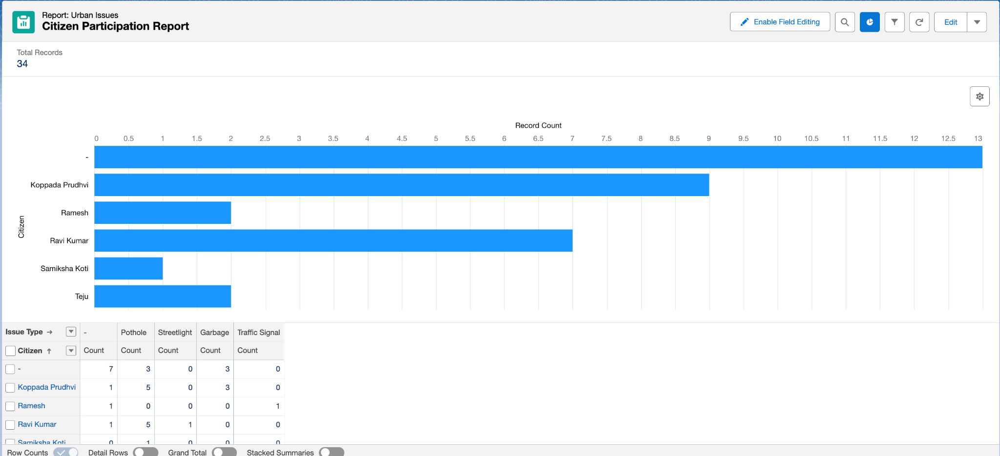 Report: Urban Issues
Citizen Participation Report
Enable Field Editing
Edit
Total Records
34
Record Count
0 0.5 1 1.5 2 2.5 3 3.5 4 4.5 5 5.5 6 6.5 7 7.5 8 8.5 9 9.5 10 10.5 11 11.5 12 12.5 13
Citizen
-
Koppada Prudhvi
Ramesh
Ravi Kumar
Samiksha Koti
Teju
Issue Type → - Pothole Streetlight Garbage Traffic Signal
Citizen ↑ Count Count Count Count Count
- 7 3 0 3 0
Koppada Prudhvi 1 5 0 3 0
Ramesh 1 0 0 0 1
Ravi Kumar 1 5 1 0 0
Samiksha Koti 0 1 0 0 0
Row Counts Detail Rows Grand Total Stacked Summaries